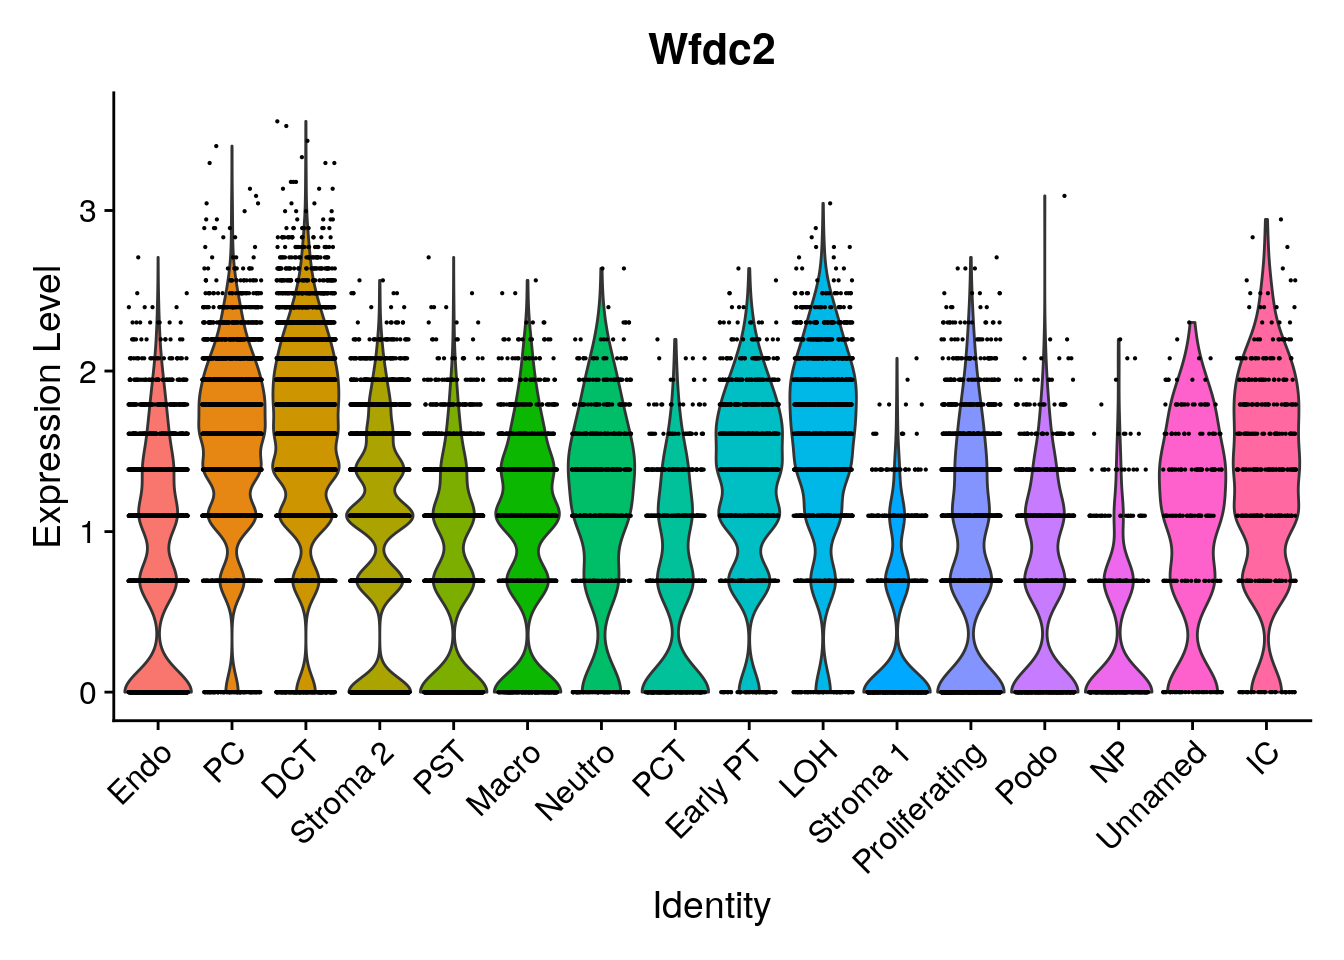 Wfdc2
Expression Level
3
2
1
0
Endo
PC
DCT
Stroma 2
PST
Macro
Neutro
PCT
Early PT
LOH
Stroma 1
Proliferating
Podo
NP
Unnamed
IC
Identity